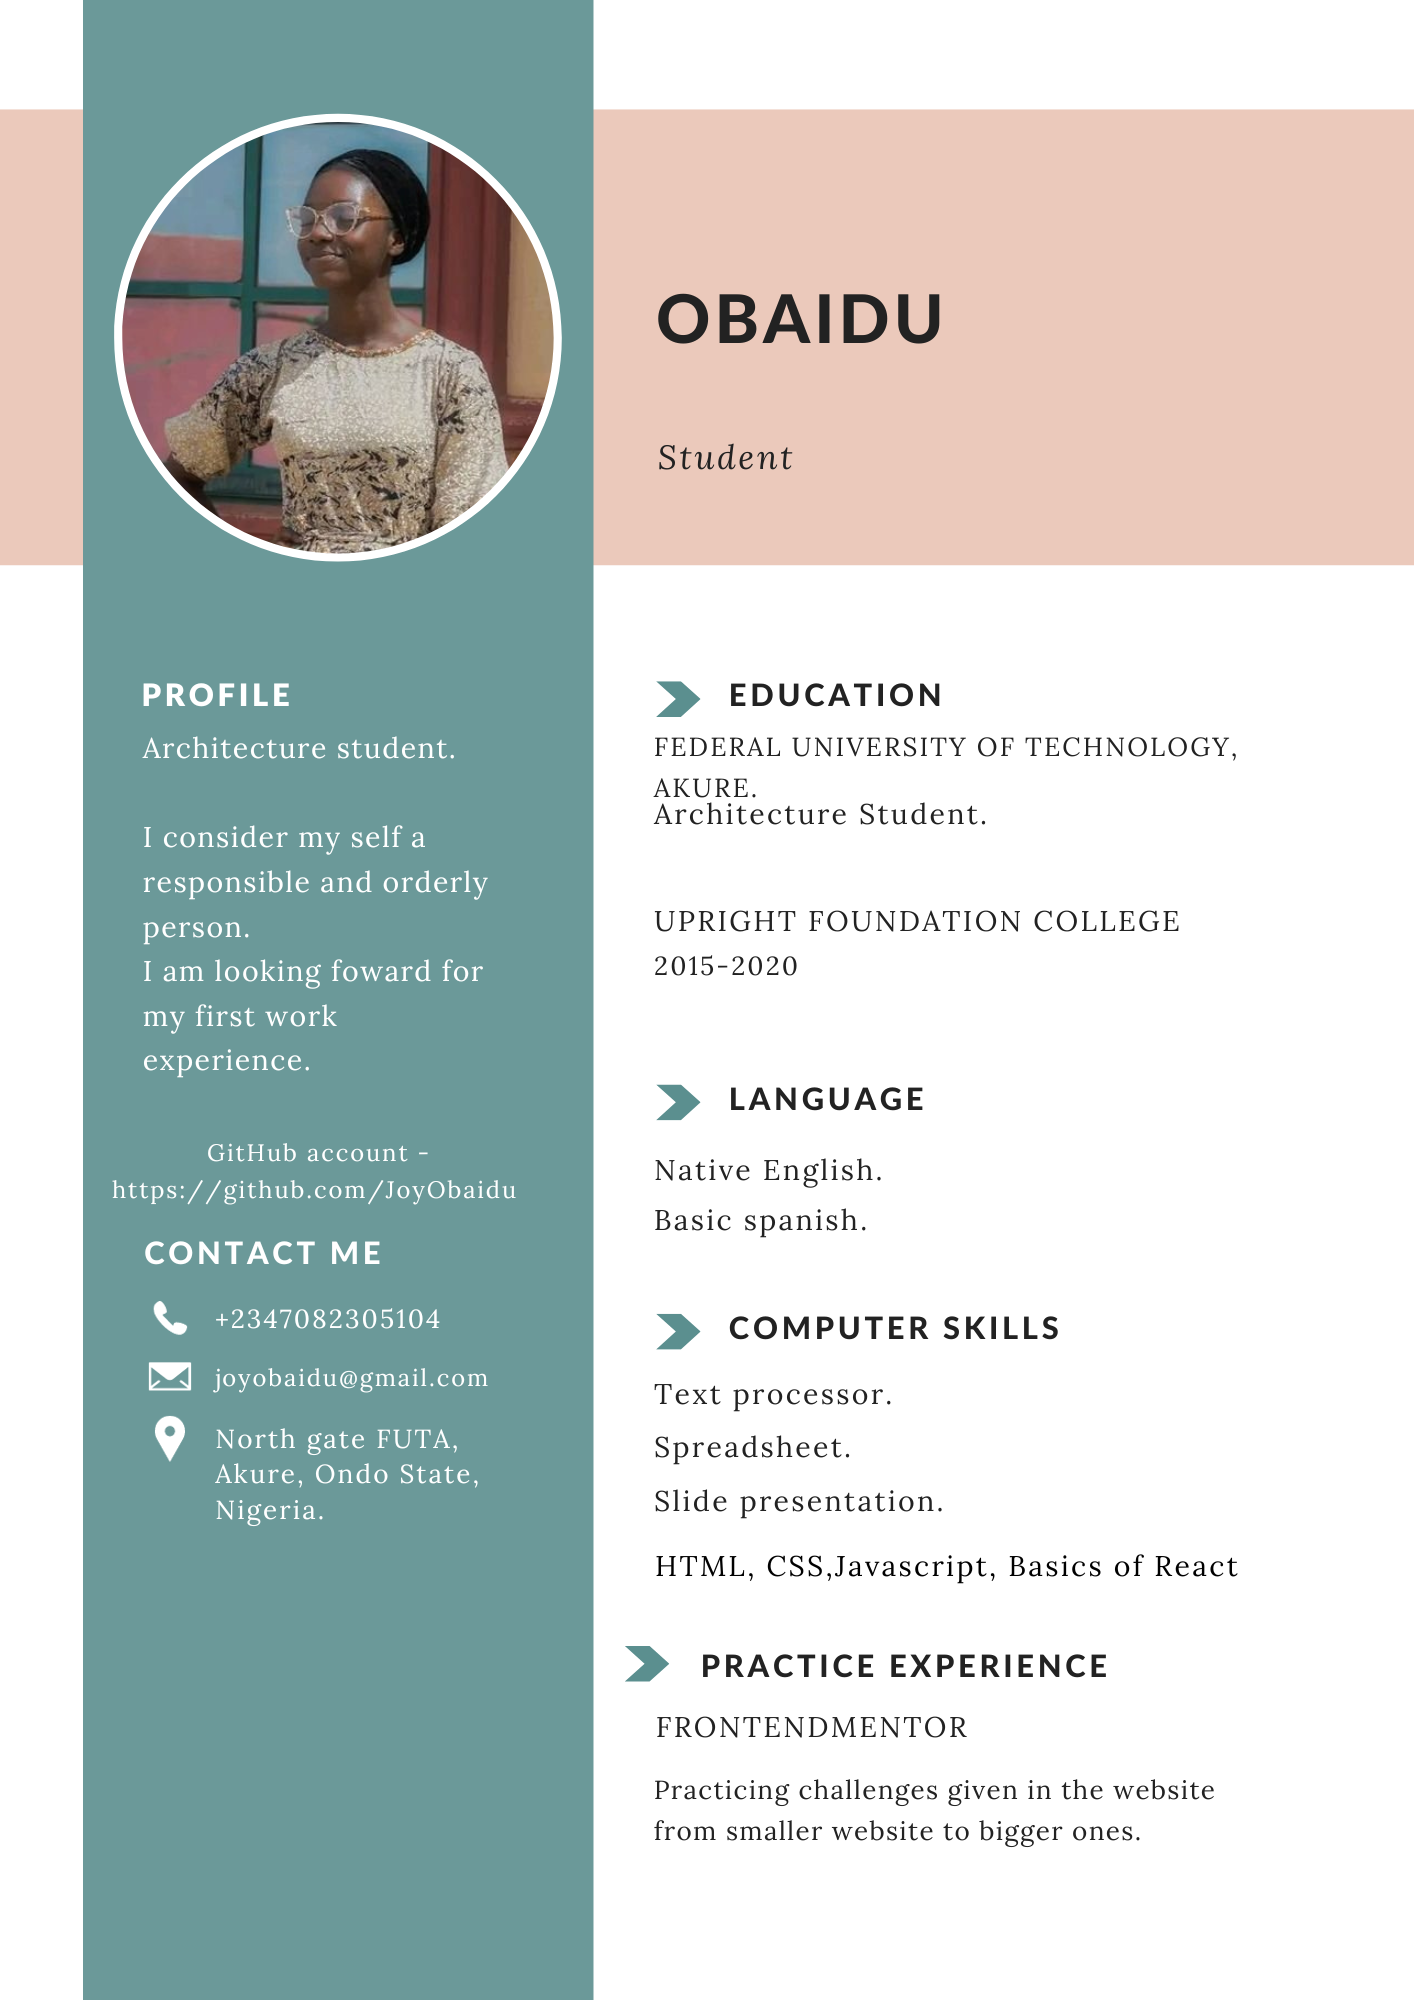 OBAIDU
Student
PROFILE
Architecture student.
I consider my self a
responsible and orderly
person.
I am looking foward for
my first work
experience.
GitHub account -
https://github.com/JoyObaidu
CONTACT ME
+2347082305104
joyobaidu@gmail.com
North gate FUTA,
Akure, Ondo State,
Nigeria.
EDUCATION
FEDERAL UNIVERSITY OF TECHNOLOGY,
AKURE.
Architecture Student.
UPRIGHT FOUNDATION COLLEGE
2015-2020
LANGUAGE
Native English.
Basic spanish.
COMPUTER SKILLS
Text processor.
Spreadsheet.
Slide presentation.
HTML, CSS,Javascript, Basics of React
PRACTICE EXPERIENCE
FRONTENDMENTOR
Practicing challenges given in the website
from smaller website to bigger ones.